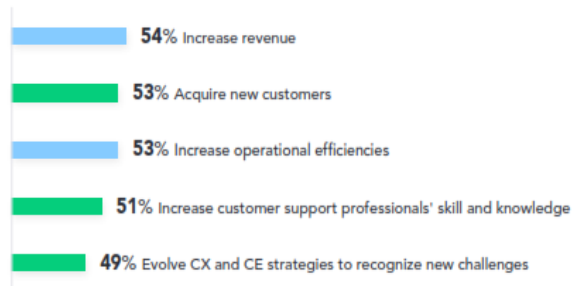 54% Increase revenue
53% Acquire new customers
53% Increase operational efficiencies
51% Increase customer support professionals' skill and knowledge
49% Evolve CX and CE strategies to recognize new challenges